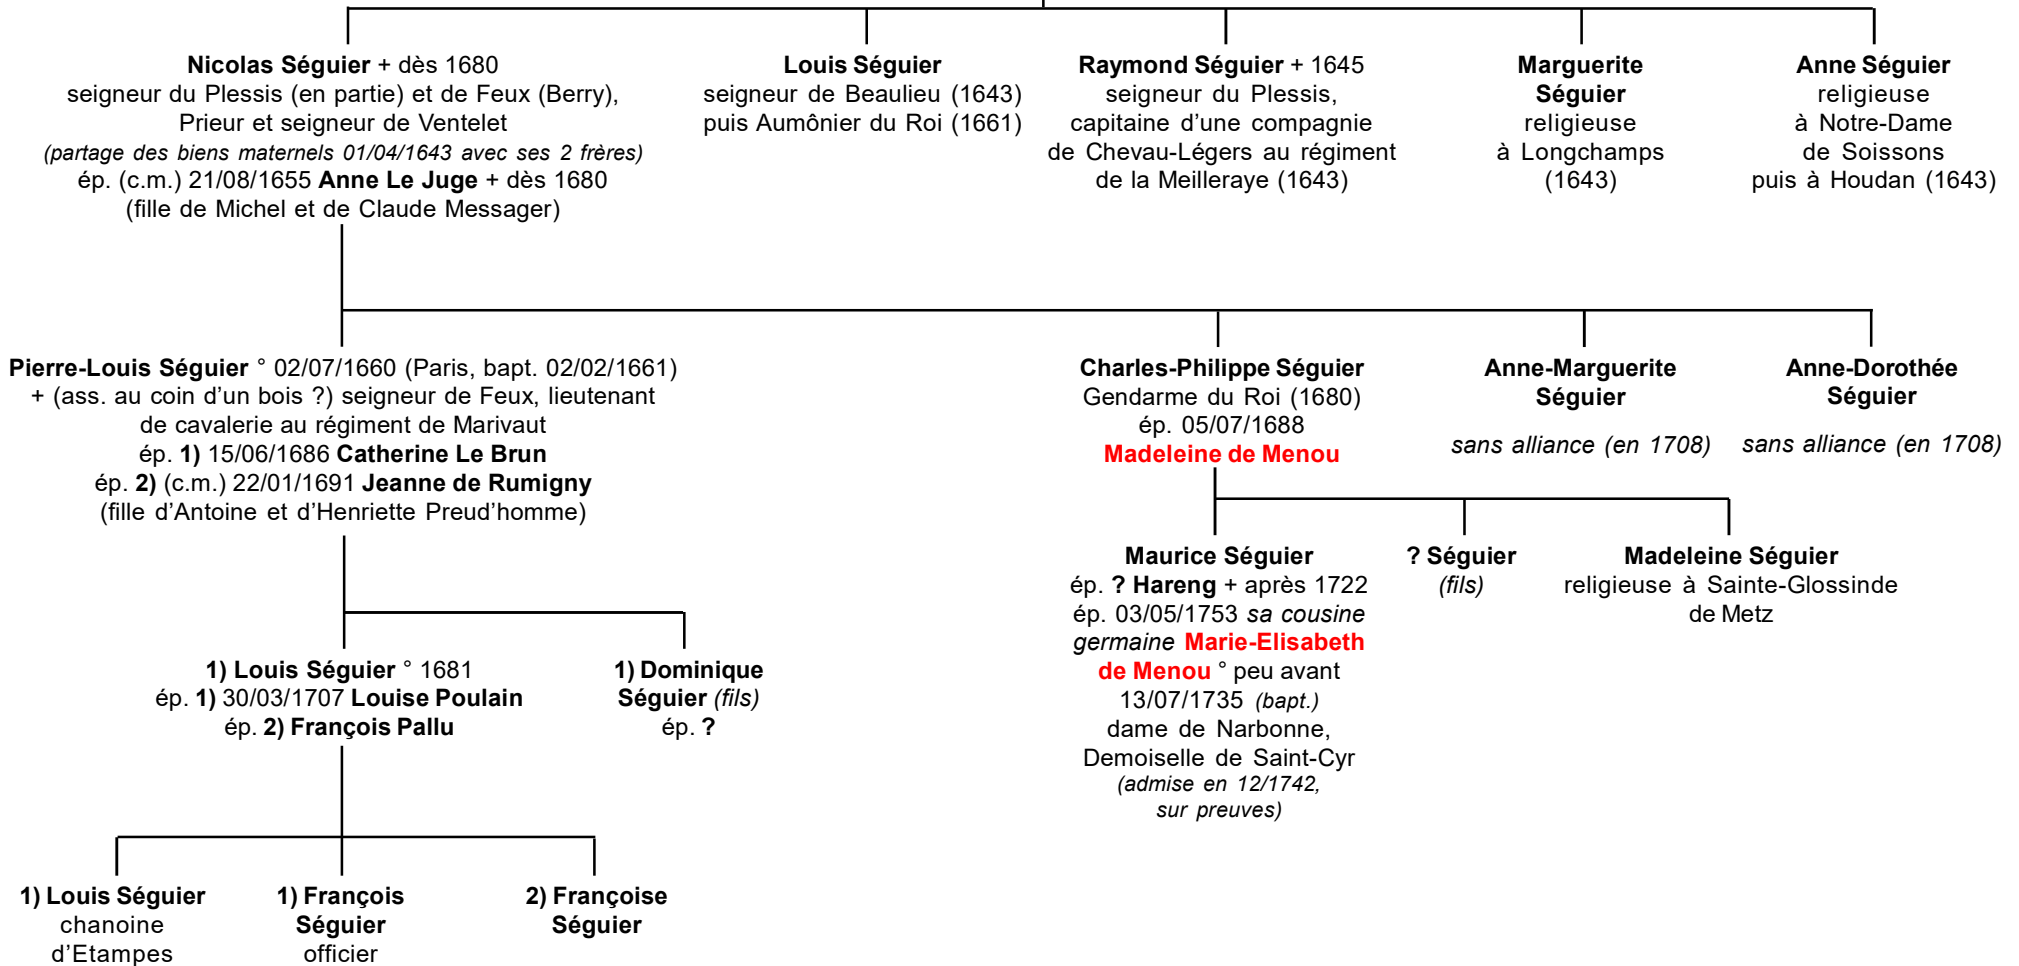 Nicolas Séguier + dès 1680
seigneur du Plessis (en partie) et de Feux (Berry),
Prieur et seigneur de Ventelet
(partage des biens maternels 01/04/1643 avec ses 2 frères)
ép. (c.m.) 21/08/1655 Anne Le Juge + dès 1680
(fille de Michel et de Claude Messager)
Louis Séguier
seigneur de Beaulieu (1643)
puis Aumônier du Roi (1661)
Raymond Séguier + 1645
seigneur du Plessis,
capitaine d'une compagnie
de Chevau-Légers au régiment
de la Meilleraye (1643)
Marguerite
Séguier
religieuse
à Longchamps
(1643)
Anne Séguier
religieuse
à Notre-Dame
de Soissons
puis à Houdan (1643)
Pierre-Louis Séguier ° 02/07/1660 (Paris, bapt. 02/02/1661)
+ (ass. au coin d'un bois ?) seigneur de Feux, lieutenant
de cavalerie au régiment de Marivaut
ép. 1) 15/06/1686 Catherine Le Brun
ép. 2) (c.m.) 22/01/1691 Jeanne de Rumigny
(fille d'Antoine et d'Henriette Preud'homme)
Charles-Philippe Séguier
Gendarme du Roi (1680)
ép. 05/07/1688
Madeleine de Menou
Anne-Marguerite
Séguier
sans alliance (en 1708)
Anne-Dorothée
Séguier
sans alliance (en 1708)
Maurice Séguier
ép. ? Hareng + après 1722
ép. 03/05/1753 sa cousine
germaine Marie-Elisabeth
de Menou ° peu avant
13/07/1735 (bapt.)
dame de Narbonne,
Demoiselle de Saint-Cyr
(admise en 12/1742,
sur preuves)
? Séguier
(fils)
Madeleine Séguier
religieuse à Sainte-Glossinde
de Metz
1) Louis Séguier ° 1681
ép. 1) 30/03/1707 Louise Poulain
ép. 2) François Pallu
1) Dominique
Séguier (fils)
ép. ?
1) Louis Séguier
chanoine
d'Etampes
1) François
Séguier
officier
2) Françoise
Séguier